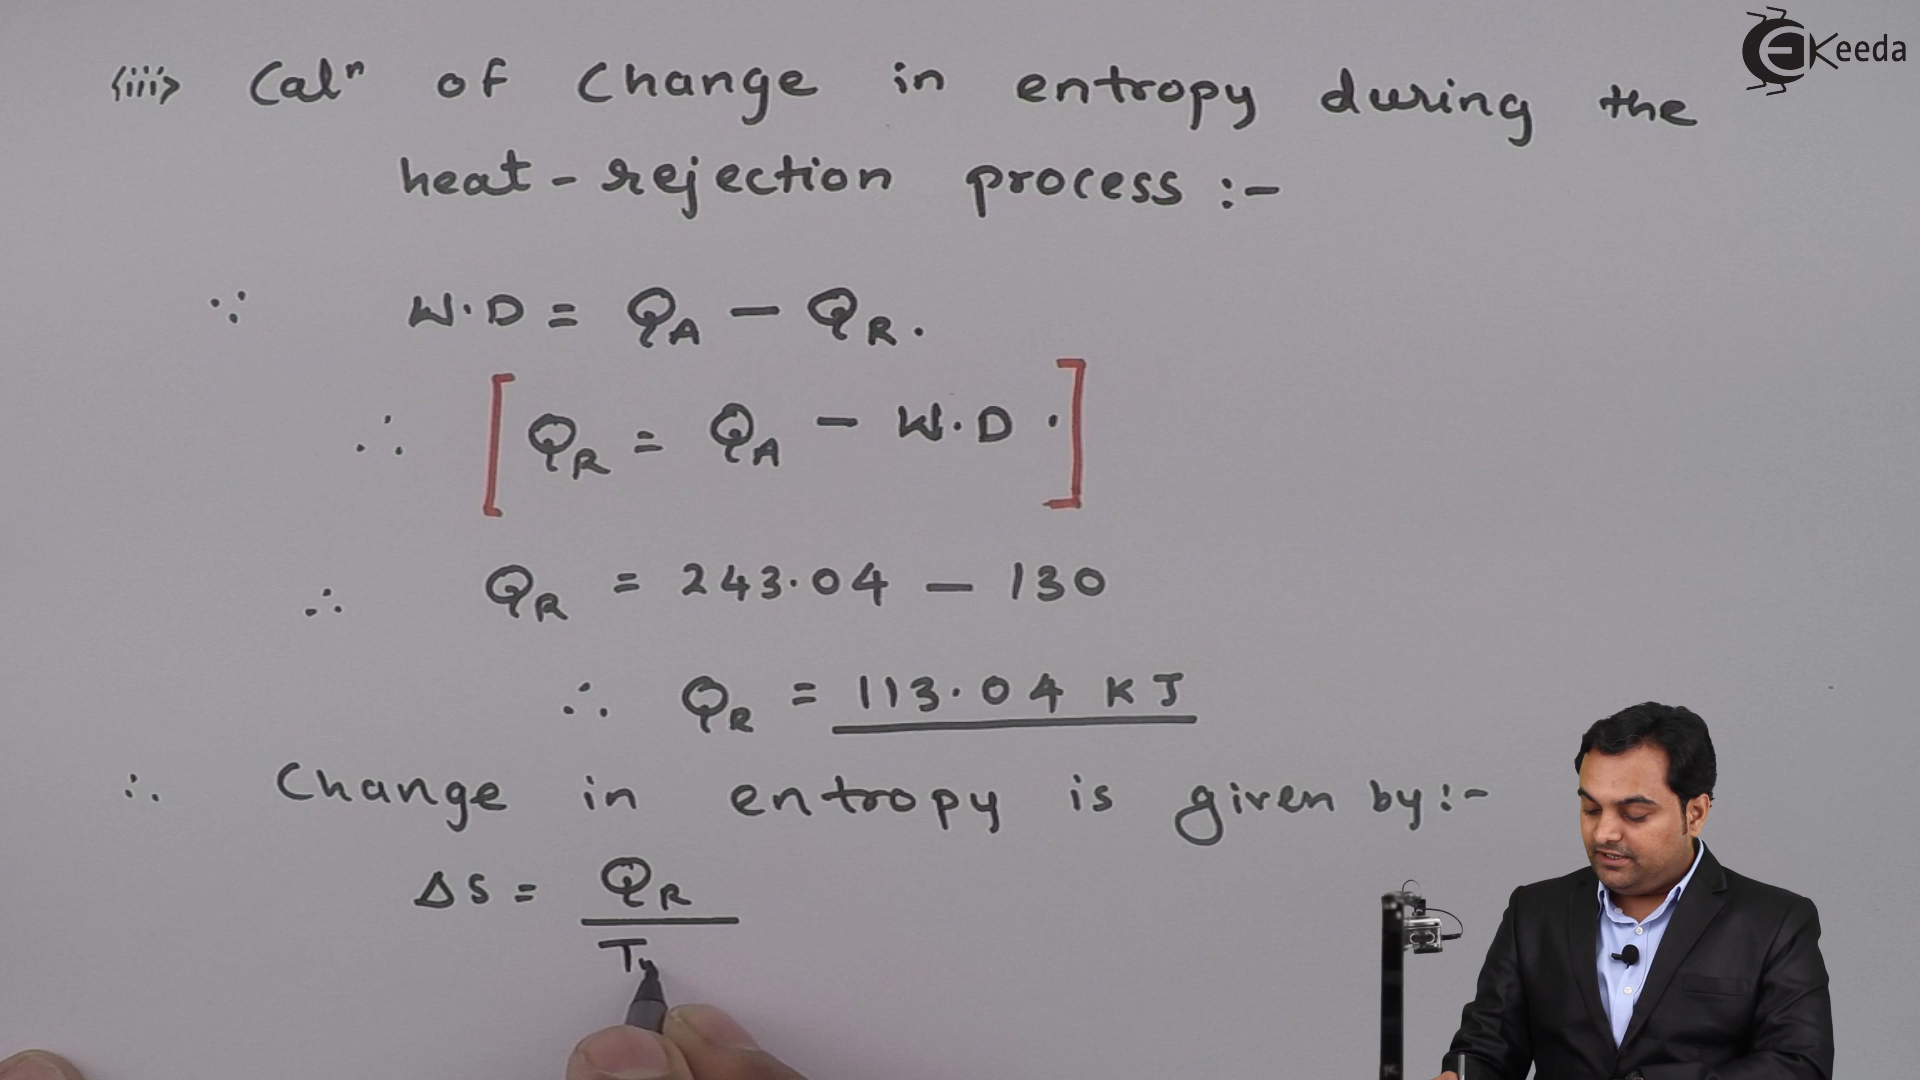 Keeda
(iii) Calⁿ of Change in entropy during the
heat-rejection process :-
∵ W.D = QA - QR.
∴ [QR = QA - W.D.]
∴ QR = 243.04 - 130
∴ QR = 113.04 KJ
∴ Change in entropy is given by:-
ΔS = QR
T